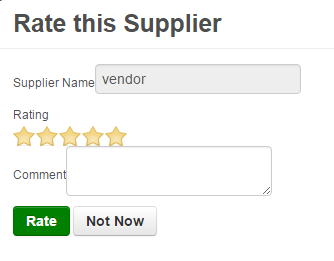 Rate this Supplier
Supplier Name vendor
Rating
Comment
Rate Not Now